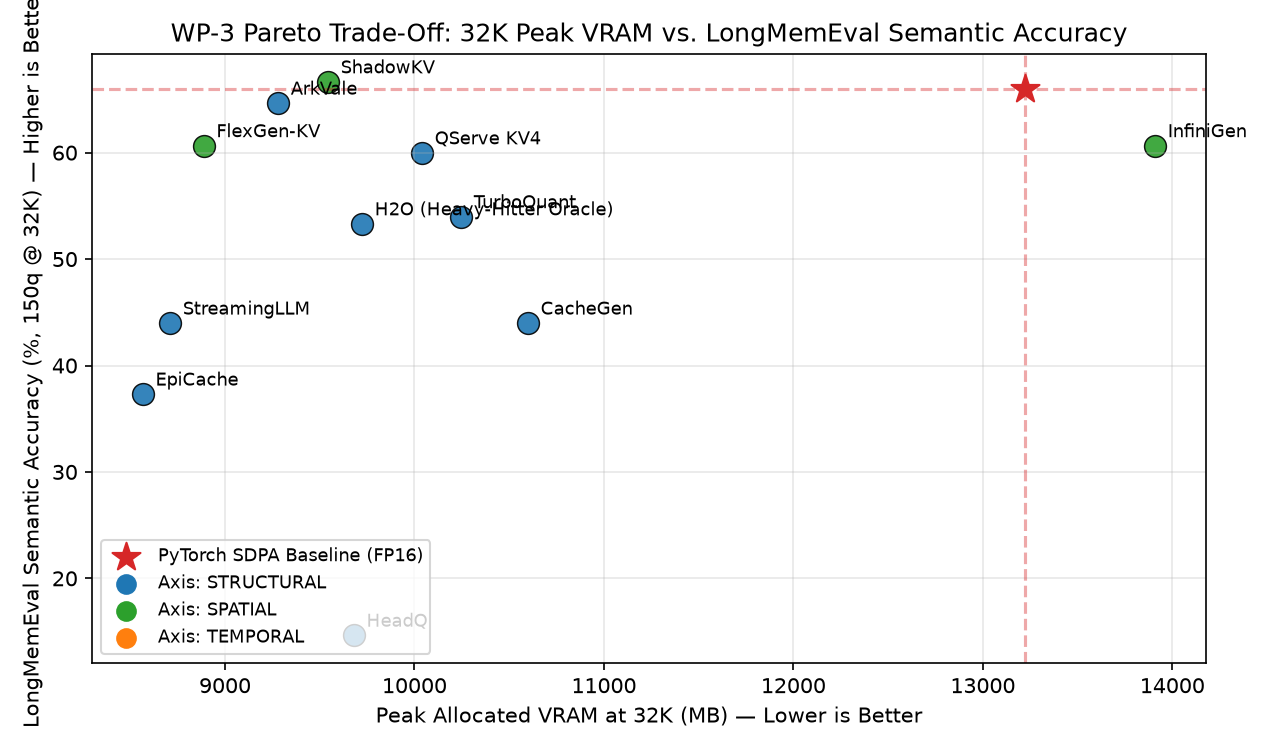 WP-3 Pareto Trade-Off: 32K Peak VRAM vs. LongMemEval Semantic Accuracy
LongMemEval Semantic Accuracy (%, 150q @ 32K) — Higher is Bette
ShadowKV
ArkVale
FlexGen-KV
QServe KV4
InfiniGen
TurboQuant
H2O (Heavy-Hitter Oracle)
StreamingLLM
CacheGen
EpiCache
HeadQ
60
50
40
30
20
PyTorch SDPA Baseline (FP16)
Axis: STRUCTURAL
Axis: SPATIAL
Axis: TEMPORAL
9000 10000 11000 12000 13000 14000
Peak Allocated VRAM at 32K (MB) — Lower is Better